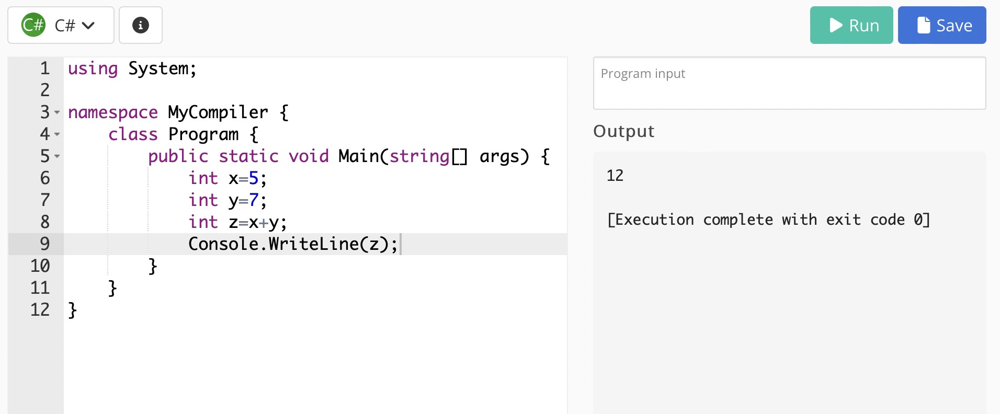 C# C#
Run Save
1 using System;
2
3 namespace MyCompiler {
4     class Program {
5         public static void Main(string[] args) {
6             int x=5;
7             int y=7;
8             int z=x+y;
9             Console.WriteLine(z);
10         }
11     }
12 }
Program input
Output
12
[Execution complete with exit code 0]